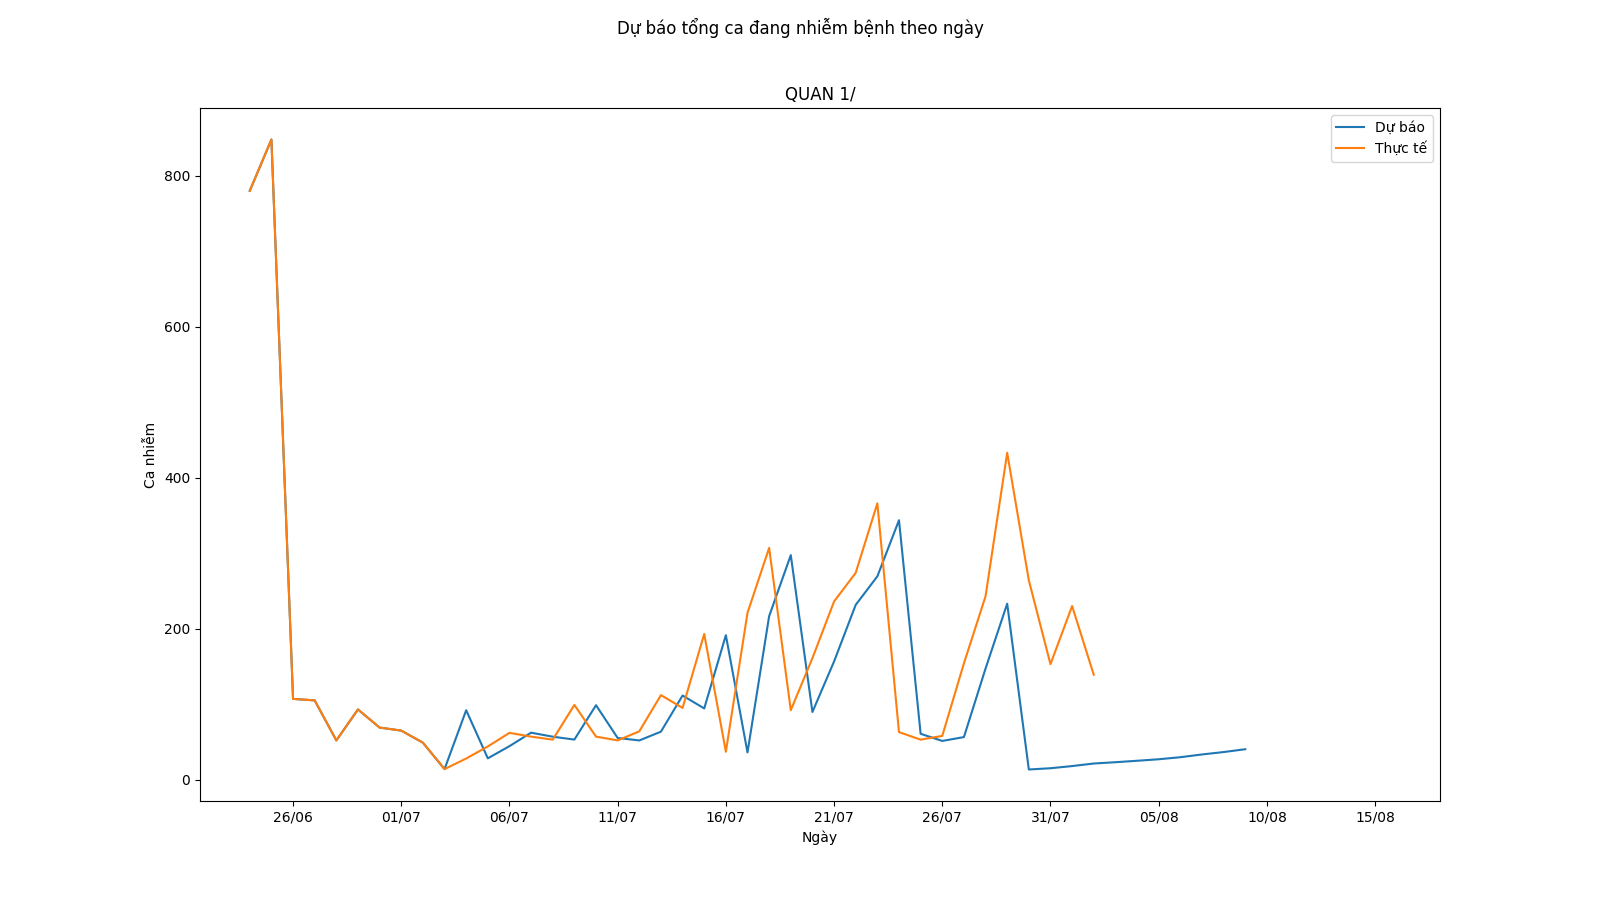 Dự báo tổng ca đang nhiễm bệnh theo ngày
QUAN 1/
Dự báo
Thực tế
800
600
400
200
0
Ca nhiễm
26/06
01/07
06/07
11/07
16/07
21/07
26/07
31/07
05/08
10/08
15/08
Ngày